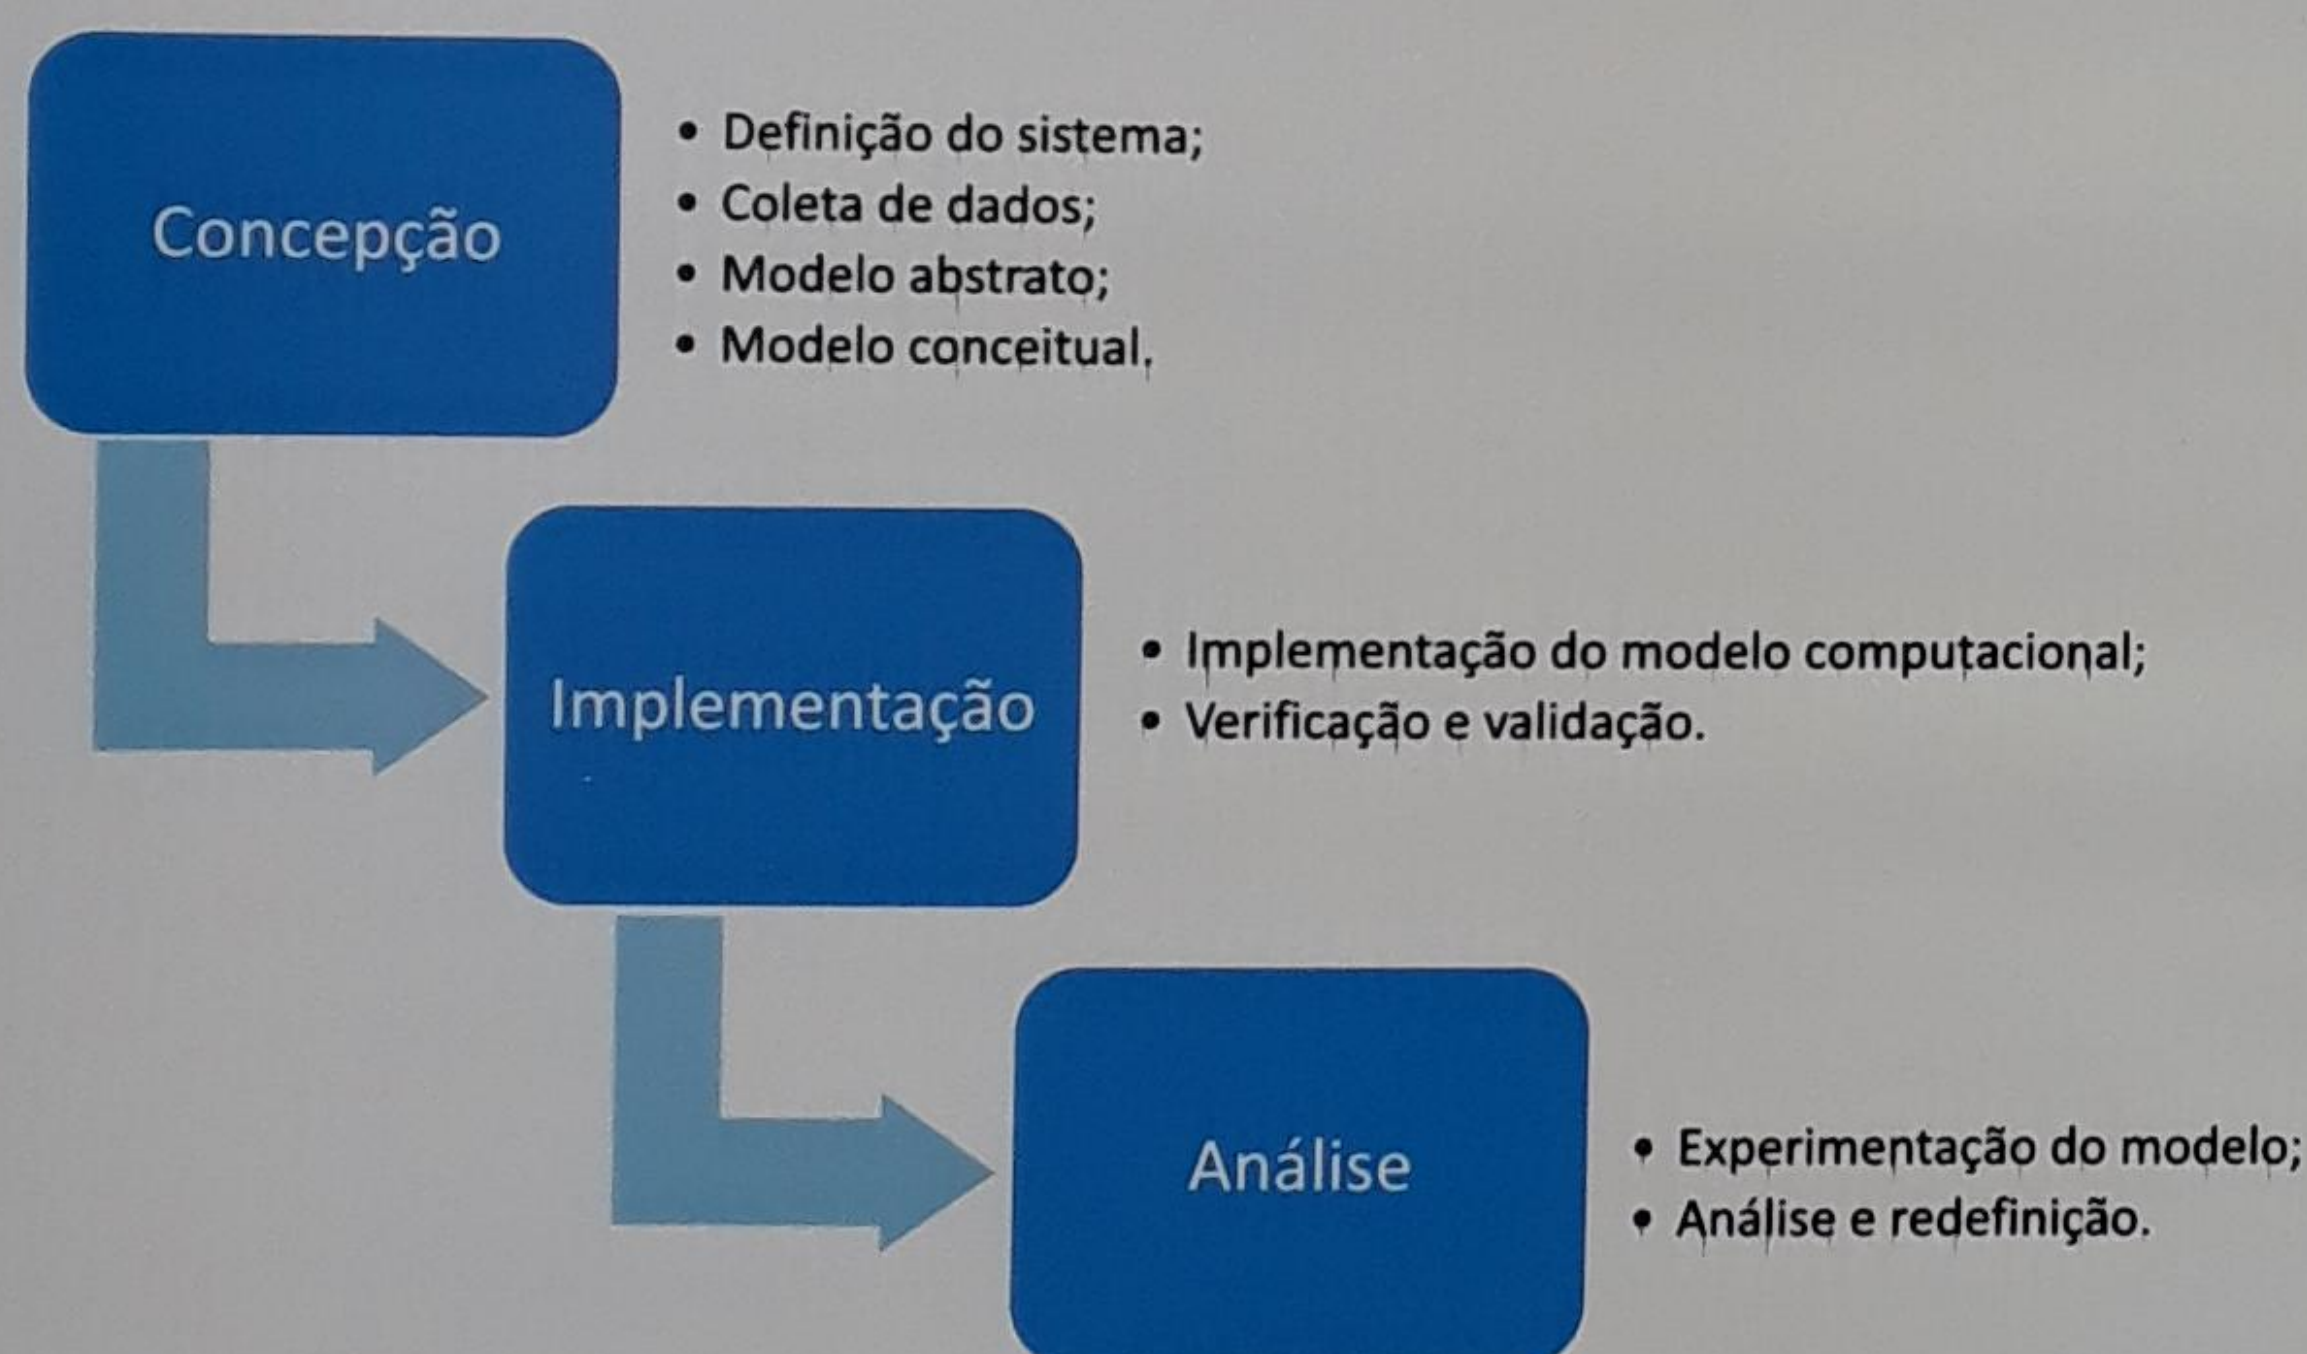 Concepção
• Definição do sistema;
• Coleta de dados;
• Modelo abstrato;
• Modelo conceitual.
Implementação
• Implementação do modelo computacional;
• Verificação e validação.
Análise
• Experimentação do modelo;
• Análise e redefinição.